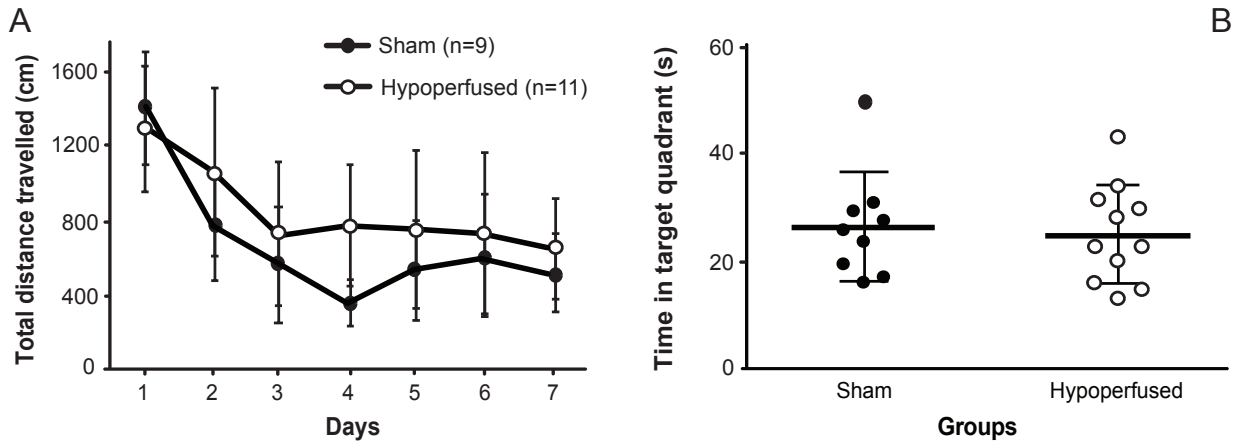 A
Total distance travelled (cm)
1600
1200
800
400
0
Sham (n=9)
Hypoperfused (n=11)
1 2 3 4 5 6 7
Days
B
Time in target quadrant (s)
60
40
20
0
Sham Hypoperfused
Groups